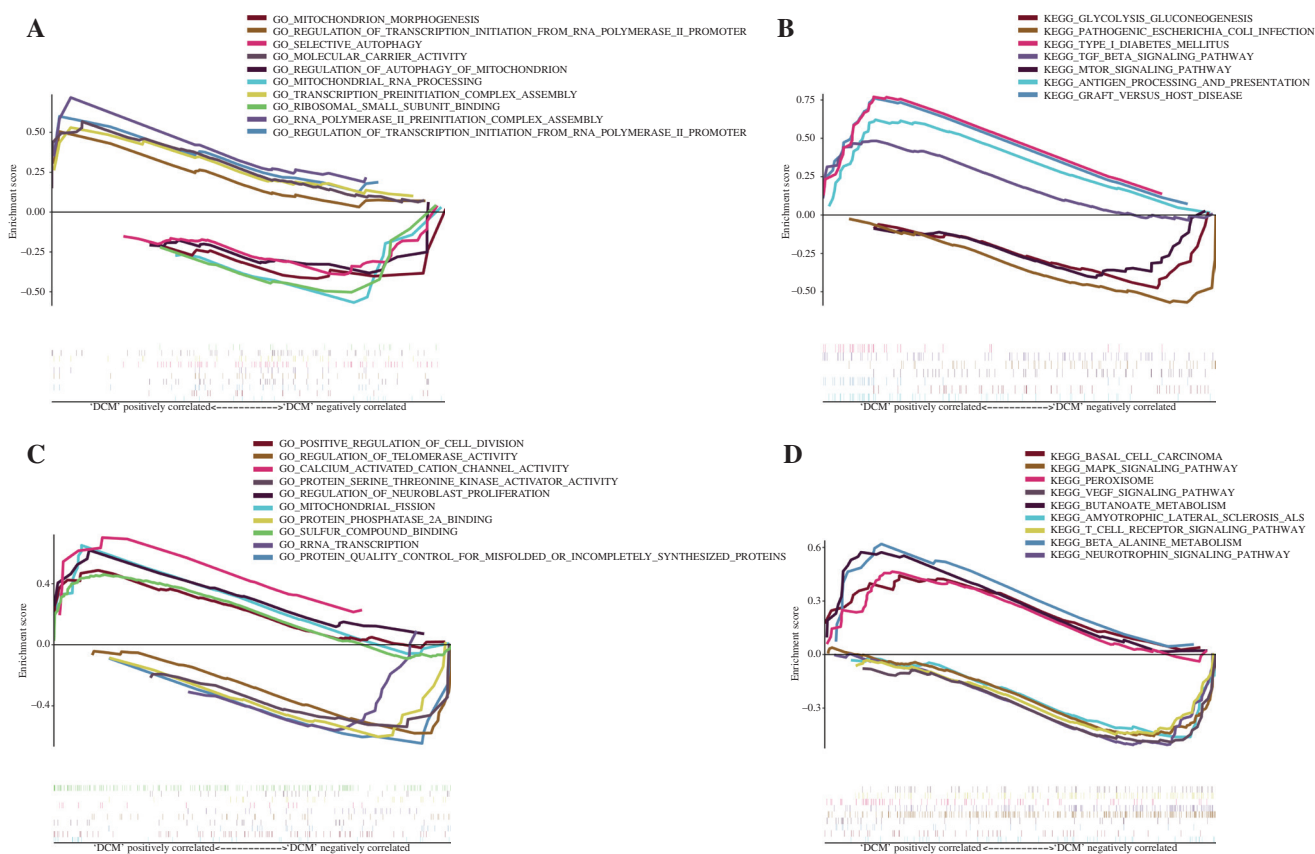 A
GO_MITOCHONDRION_MORPHOGENESIS
GO_REGULATION_OF_TRANSCRIPTION_INITIATION_FROM_RNA_POLYMERASE_II_PROMOTER
GO_SELECTIVE_AUTOPHAGY
GO_MOLECULAR_CARRIER_ACTIVITY
GO_REGULATION_OF_AUTOPHAGY_OF_MITOCHONDRION
GO_MITOCHONDRIAL_RNA_PROCESSING
GO_TRANSCRIPTION_PREINITIATION_COMPLEX_ASSEMBLY
GO_RIBOSOMAL_SMALL_SUBUNIT_BINDING
GO_RNA_POLYMERASE_II_PREINITIATION_COMPLEX_ASSEMBLY
GO_REGULATION_OF_TRANSCRIPTION_INITIATION_FROM_RNA_POLYMERASE_II_PROMOTER
Enrichment score
0.50
0.25
0.00
−0.25
−0.50
'DCM' positively correlated<------------->'DCM' negatively correlated
B
KEGG_GLYCOLYSIS_GLUCONEOGENESIS
KEGG_PATHOGENIC_ESCHERICHIA_COLI_INFECTION
KEGG_TYPE_I_DIABETES_MELLITUS
KEGG_TGF_BETA_SIGNALING_PATHWAY
KEGG_MTOR_SIGNALING_PATHWAY
KEGG_ANTIGEN_PROCESSING_AND_PRESENTATION
KEGG_GRAFT_VERSUS_HOST_DISEASE
Enrichment score
0.75
0.50
0.25
0.00
−0.25
−0.50
'DCM' positively correlated<------------->'DCM' negatively correlated
C
GO_POSITIVE_REGULATION_OF_CELL_DIVISION
GO_REGULATION_OF_TELOMERASE_ACTIVITY
GO_CALCIUM_ACTIVATED_CATION_CHANNEL_ACTIVITY
GO_PROTEIN_SERINE_THREONINE_KINASE_ACTIVATOR_ACTIVITY
GO_REGULATION_OF_NEUROBLAST_PROLIFERATION
GO_MITOCHONDRIAL_FISSION
GO_PROTEIN_PHOSPHATASE_2A_BINDING
GO_SULFUR_COMPOUND_BINDING
GO_RRNA_TRANSCRIPTION
GO_PROTEIN_QUALITY_CONTROL_FOR_MISFOLDED_OR_INCOMPLETELY_SYNTHESIZED_PROTEINS
Enrichment score
0.4
0.0
−0.4
'DCM' positively correlated<------------->'DCM' negatively correlated
D
KEGG_BASAL_CELL_CARCINOMA
KEGG_MAPK_SIGNALING_PATHWAY
KEGG_PEROXISOME
KEGG_VEGF_SIGNALING_PATHWAY
KEGG_BUTANOATE_METABOLISM
KEGG_AMYOTROPHIC_LATERAL_SCLEROSIS_ALS
KEGG_T_CELL_RECEPTOR_SIGNALING_PATHWAY
KEGG_BETA_ALANINE_METABOLISM
KEGG_NEUROTROPHIN_SIGNALING_PATHWAY
Enrichment score
0.6
0.3
0.0
−0.3
'DCM' positively correlated<------------->'DCM' negatively correlated